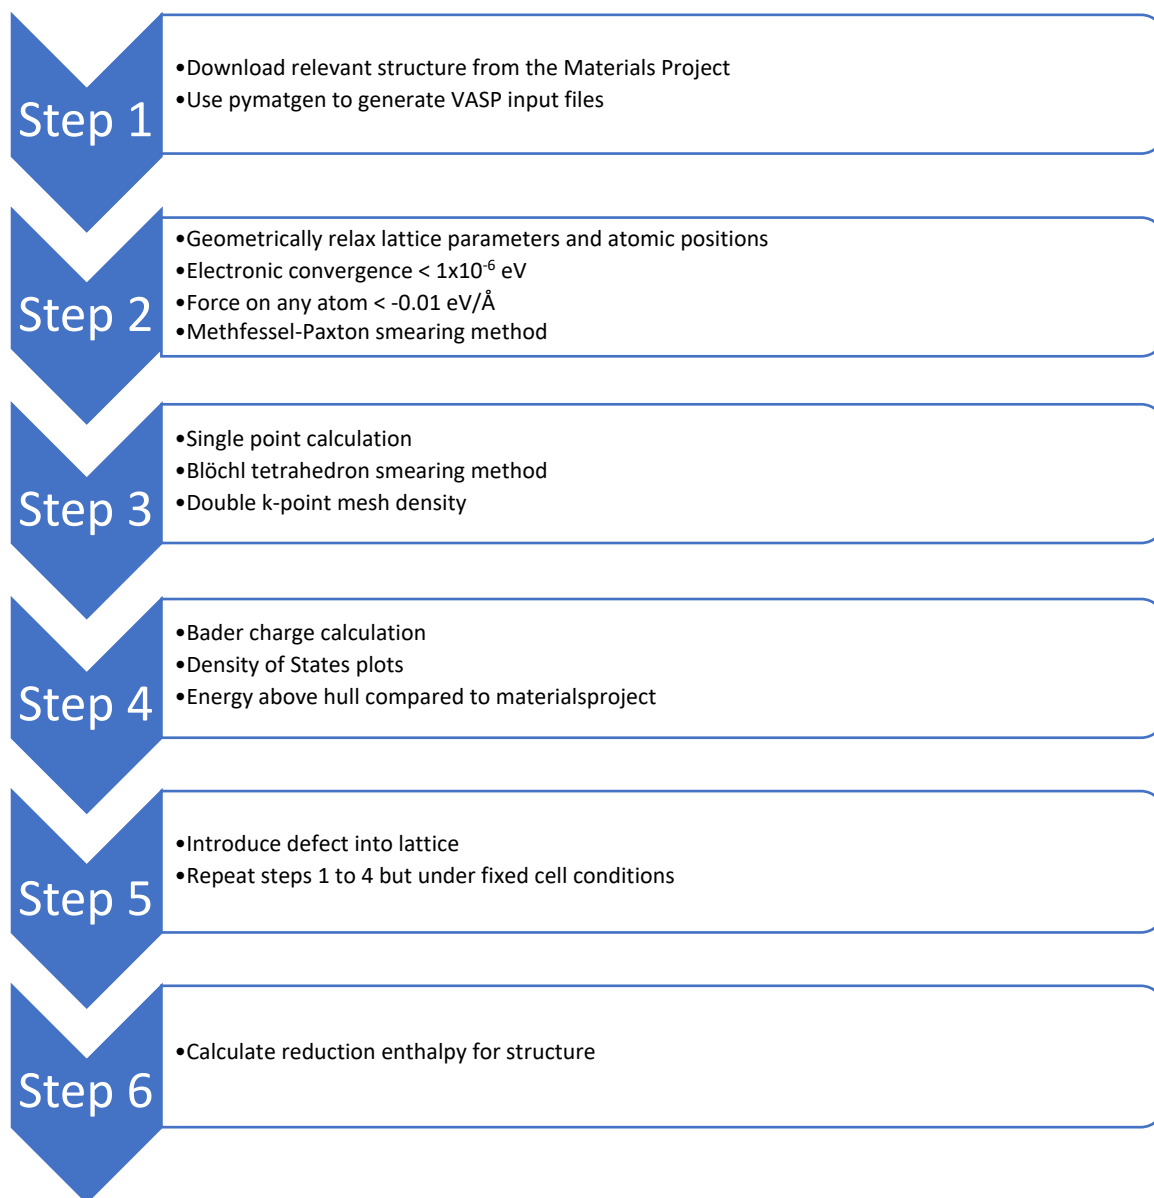 Step 1
•Download relevant structure from the Materials Project
•Use pymatgen to generate VASP input files
Step 2
•Geometrically relax lattice parameters and atomic positions
•Electronic convergence < 1x10⁻⁶ eV
•Force on any atom < -0.01 eV/Å
•Methfessel-Paxton smearing method
Step 3
•Single point calculation
•Blöchl tetrahedron smearing method
•Double k-point mesh density
Step 4
•Bader charge calculation
•Density of States plots
•Energy above hull compared to materialsproject
Step 5
•Introduce defect into lattice
•Repeat steps 1 to 4 but under fixed cell conditions
Step 6
•Calculate reduction enthalpy for structure